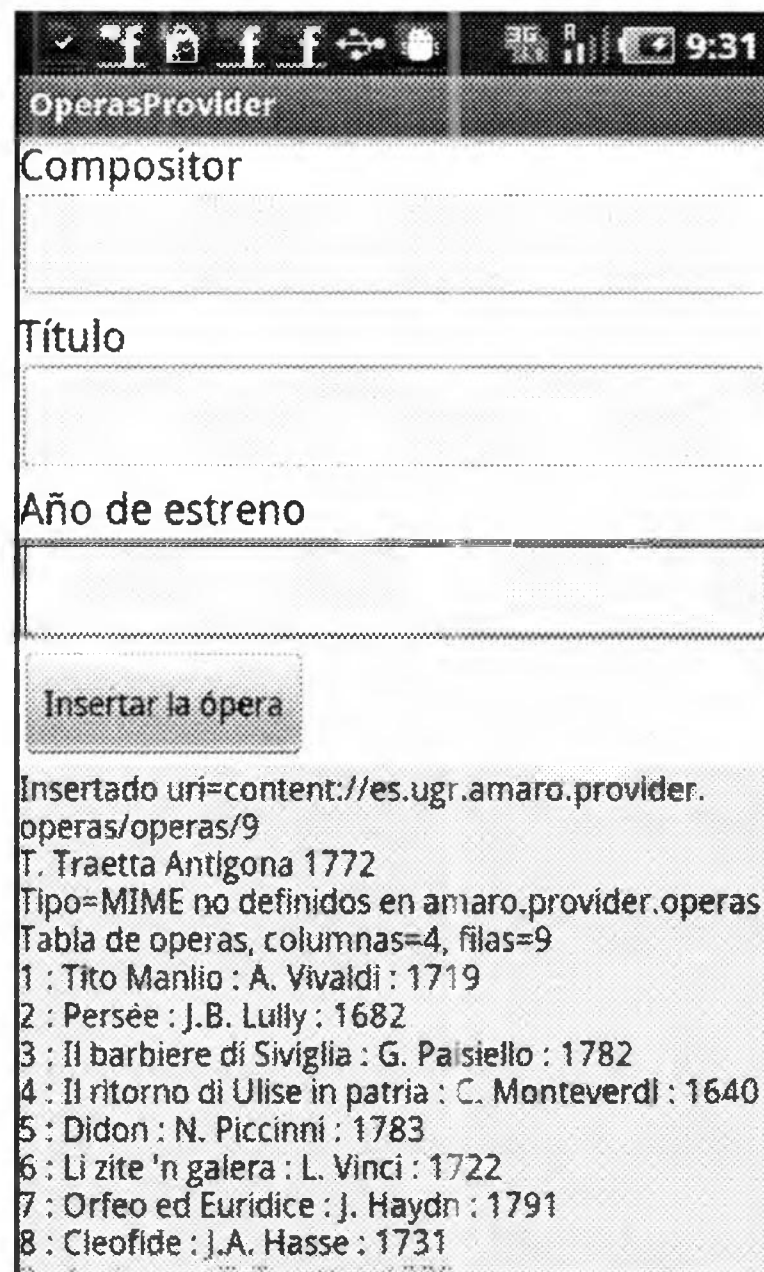 3G 9:31
OperasProvider
Compositor
Título
Año de estreno
Insertar la ópera
Insertado uri=content://es.ugr.amaro.provider.
operas/operas/9
T. Traetta Antigona 1772
Tipo=MIME no definidos en amaro.provider.operas
Tabla de operas, columnas=4, filas=9
1 : Tito Manlio : A. Vivaldi : 1719
2 : Persée : J.B. Lully : 1682
3 : Il barbiere di Siviglia : G. Paisiello : 1782
4 : Il ritorno di Ulise in patria : C. Monteverdi : 1640
5 : Didon : N. Piccinni : 1783
6 : Li zite 'n galera : L. Vinci : 1722
7 : Orfeo ed Euridice : J. Haydn : 1791
8 : Cleofide : J.A. Hasse : 1731